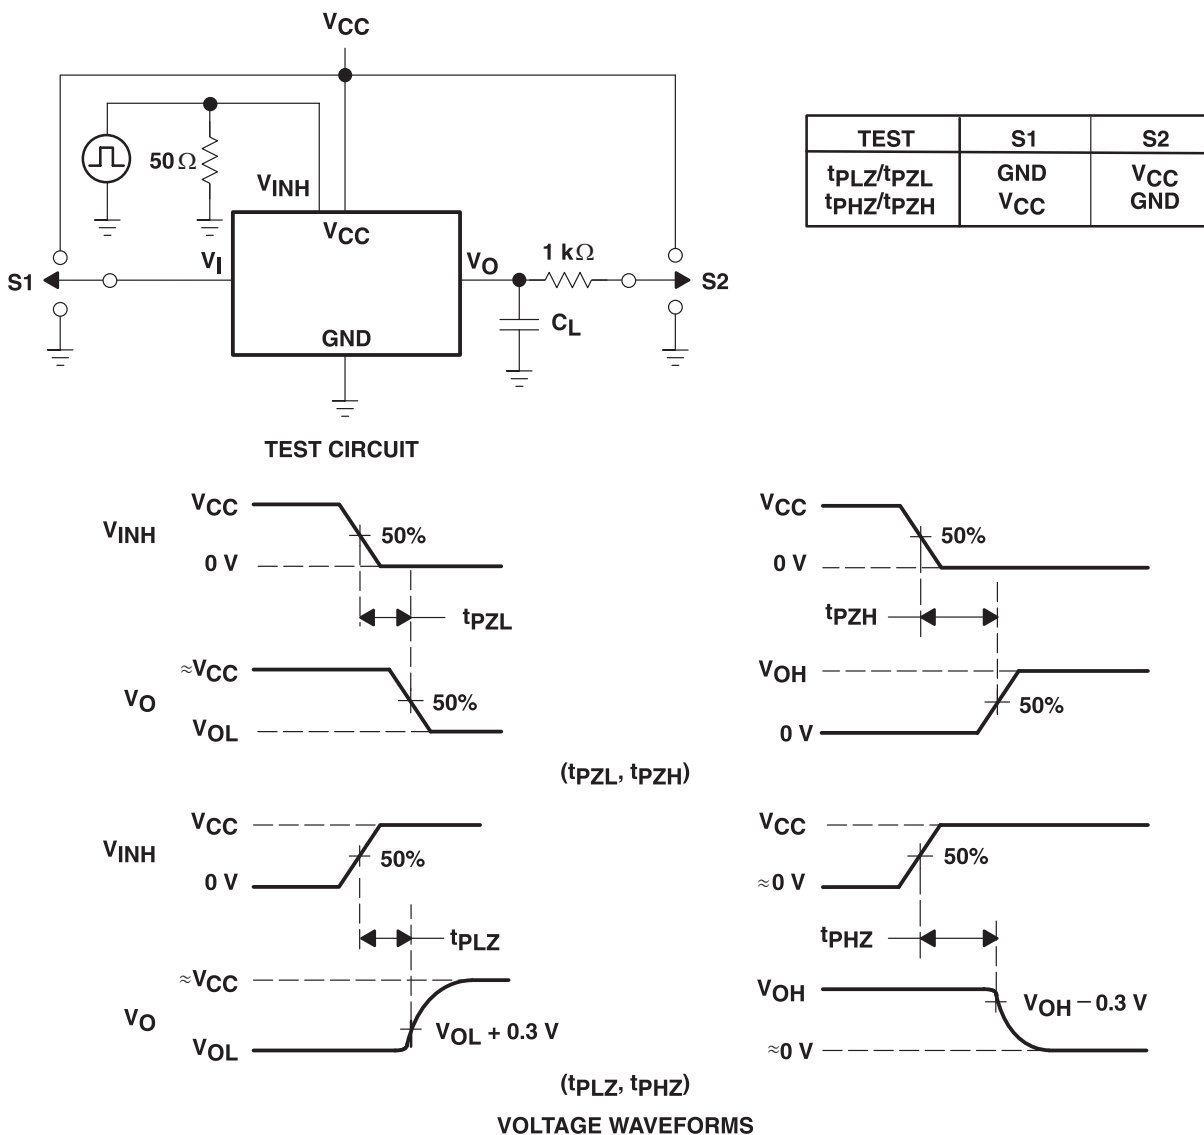 VCC
50 Ω
VINH
VCC
VI
VO
1 kΩ
S1
S2
CL
GND
TEST CIRCUIT
TEST S1 S2
tPLZ/tPZL GND VCC
tPHZ/tPZH VCC GND
VCC
VINH
50%
0 V
tPZL
≈VCC
VO
50%
VOL
VCC
50%
0 V
tPZH
VOH
50%
0 V
(tPZL, tPZH)
VCC
VINH
50%
0 V
tPLZ
≈VCC
VO
VOL + 0.3 V
VOL
VCC
50%
≈0 V
tPHZ
VOH
VOH − 0.3 V
≈0 V
(tPLZ, tPHZ)
VOLTAGE WAVEFORMS